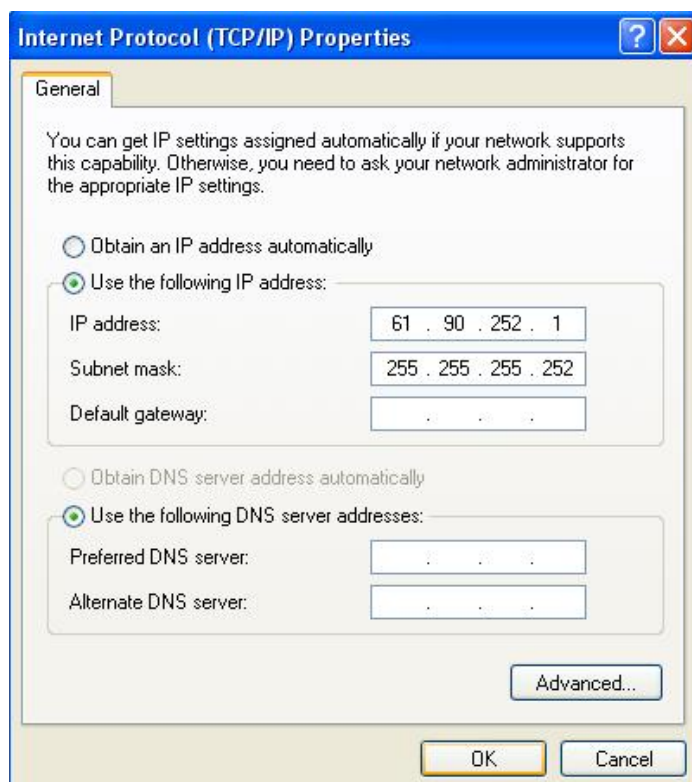 Internet Protocol (TCP/IP) Properties
General
You can get IP settings assigned automatically if your network supports
this capability. Otherwise, you need to ask your network administrator for
the appropriate IP settings.
Obtain an IP address automatically
Use the following IP address:
IP address: 61 . 90 . 252 . 1
Subnet mask: 255 . 255 . 255 . 252
Default gateway: . . .
Obtain DNS server address automatically
Use the following DNS server addresses:
Preferred DNS server: . . .
Alternate DNS server: . . .
Advanced...
OK Cancel